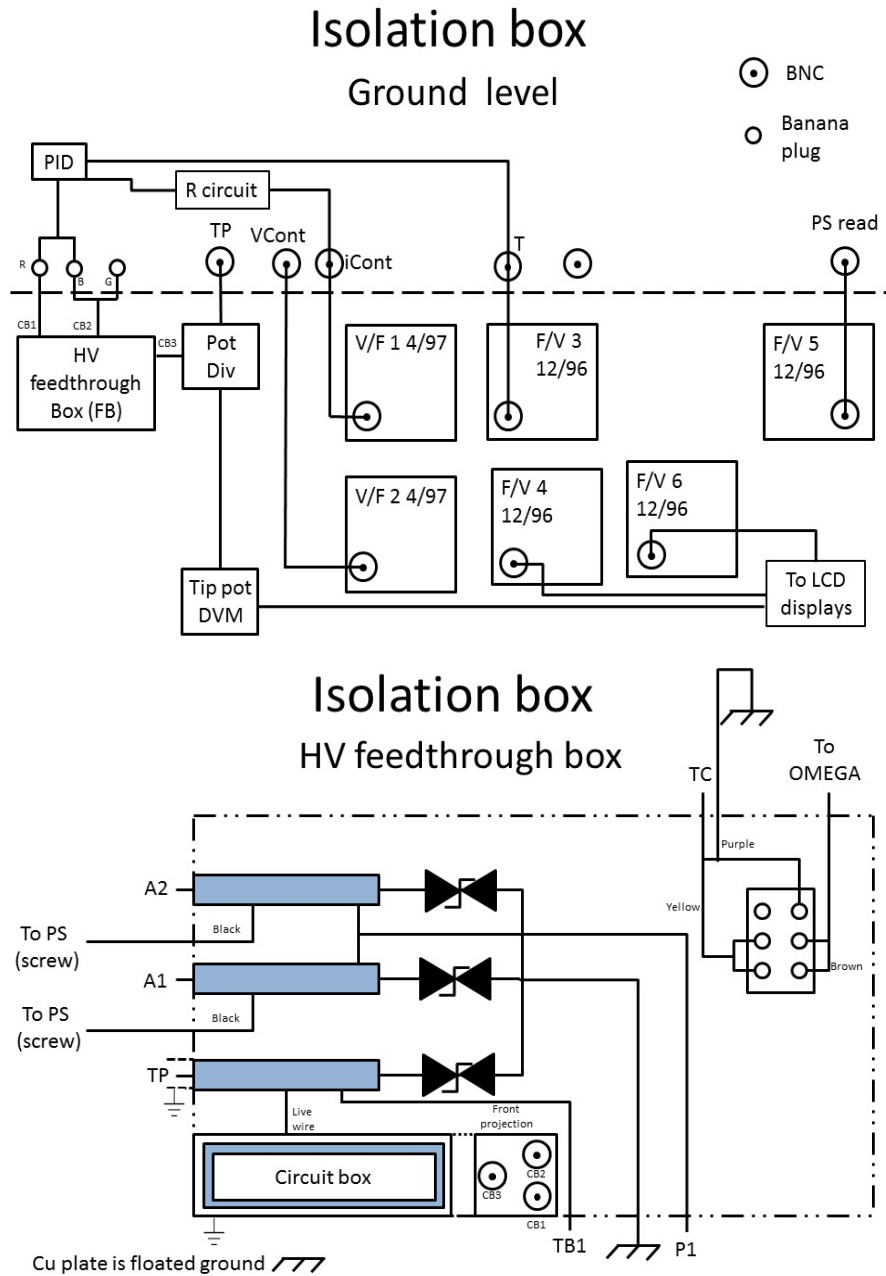 Isolation box
Ground level
BNC
Banana
plug
PID
R circuit
TP
VCont
iCont
T
PS read
R
B
G
CB1
CB2
CB3
HV
feedthrough
Box (FB)
Pot
Div
V/F 1 4/97
F/V 3
12/96
F/V 5
12/96
V/F 2 4/97
F/V 4
12/96
F/V 6
12/96
Tip pot
DVM
To LCD
displays
Isolation box
HV feedthrough box
TC
To
OMEGA
Purple
Yellow
Brown
A2
Black
To PS
(screw)
A1
Black
To PS
(screw)
TP
Live
wire
Front
projection
Circuit box
CB3
CB2
CB1
TB1
P1
Cu plate is floated ground